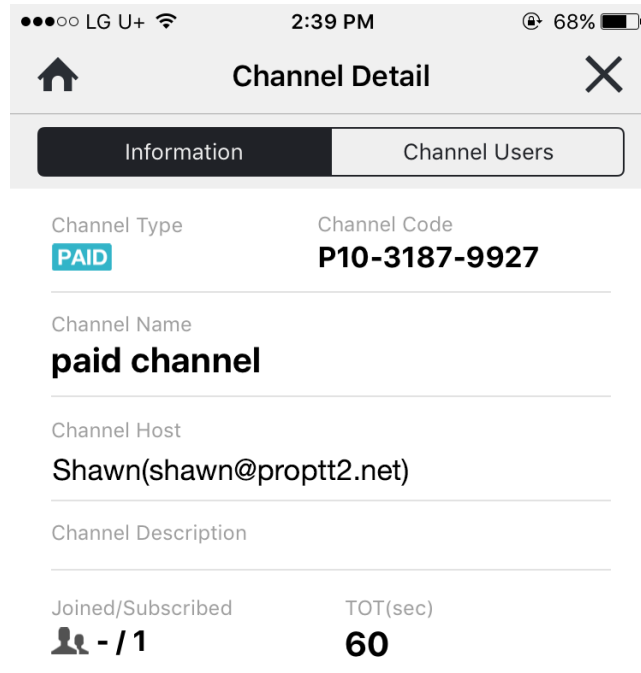 LG U+ 2:39 PM 68%
Channel Detail
Information Channel Users
Channel Type Channel Code
PAID P10-3187-9927
Channel Name
paid channel
Channel Host
Shawn(shawn@proptt2.net)
Channel Description
Joined/Subscribed TOT(sec)
- / 1 60